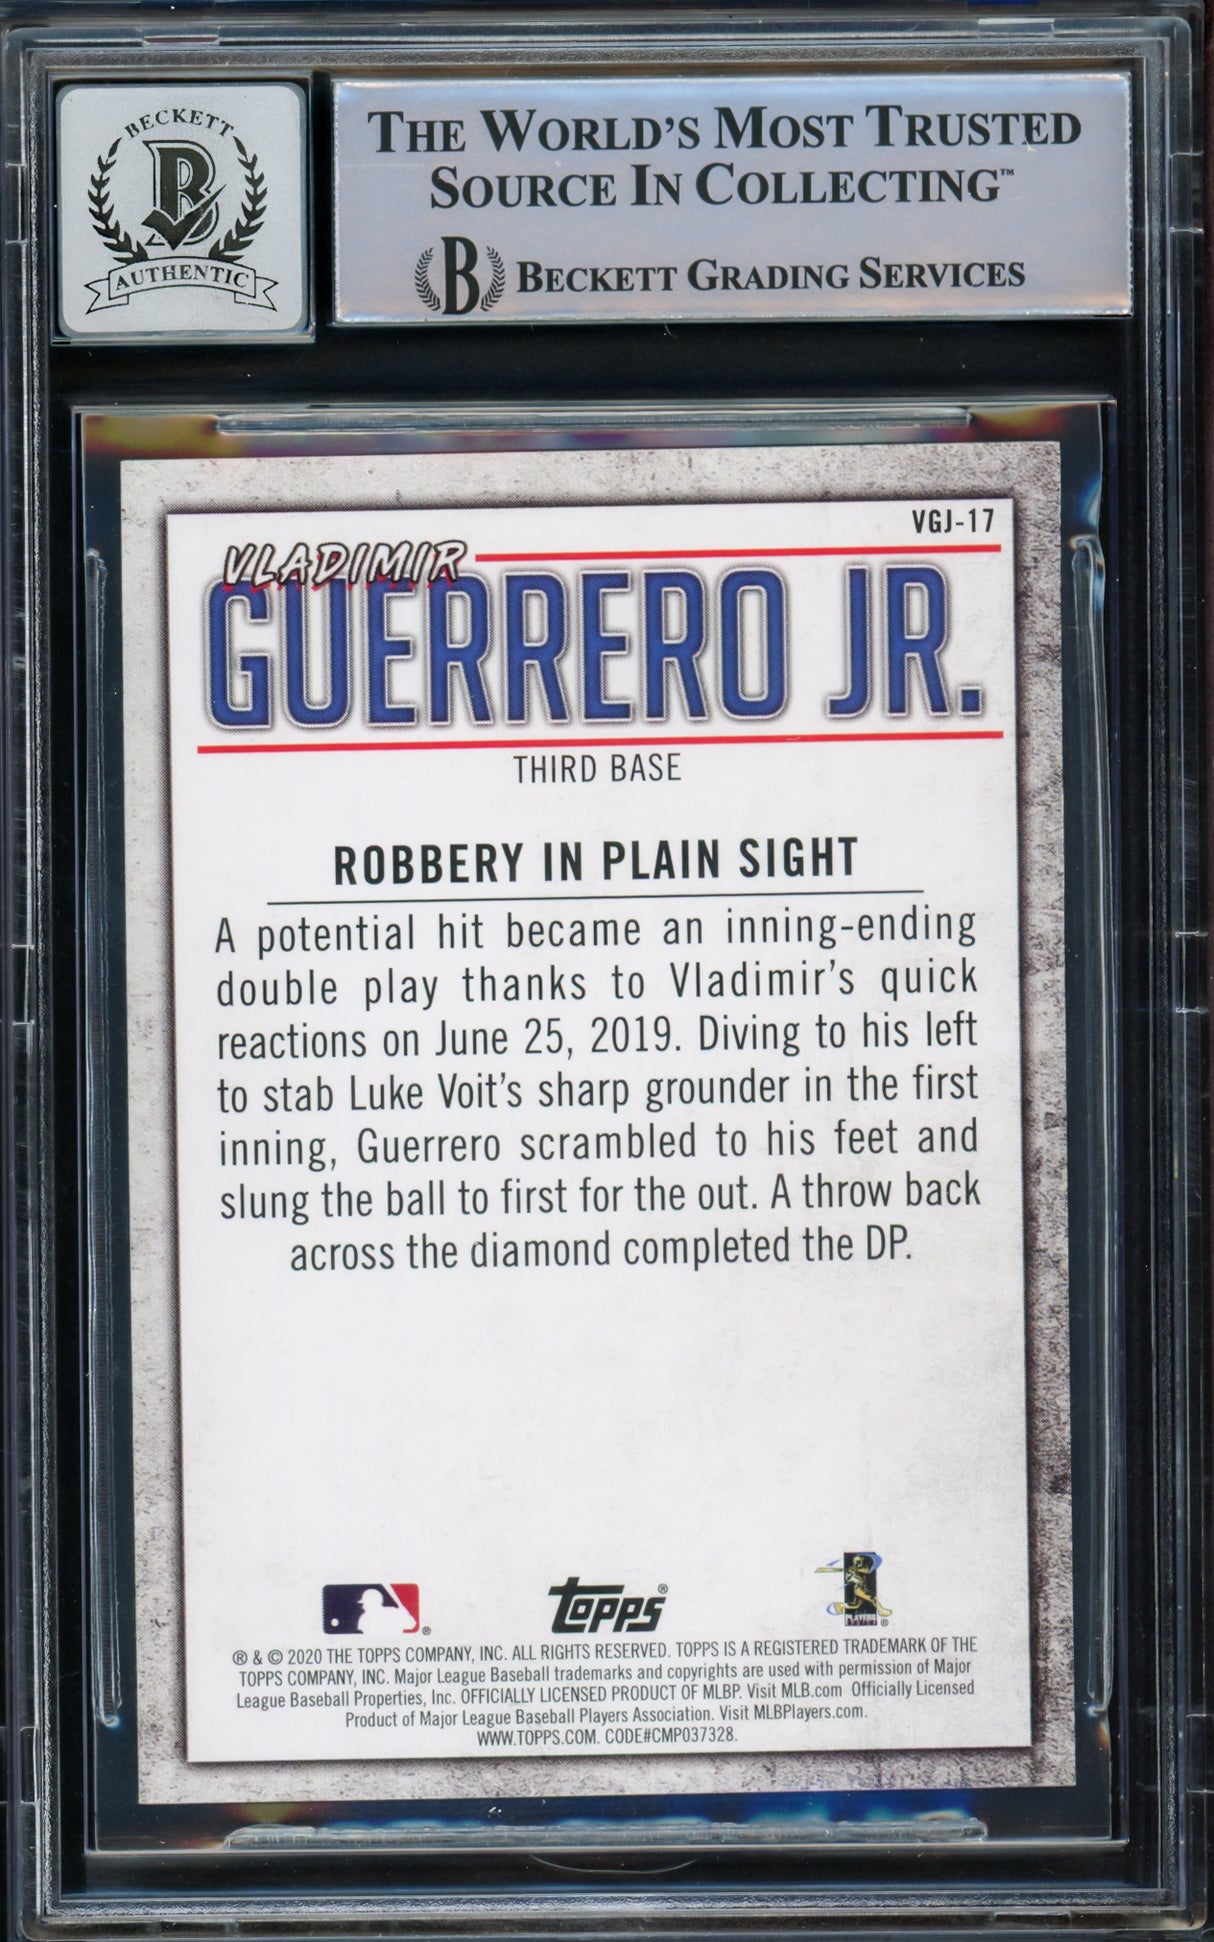 BECKETT
B
AUTHENTIC
THE WORLD'S MOST TRUSTED
SOURCE IN COLLECTING™
B BECKETT GRADING SERVICES
VGJ-17
VLADIMIR
GUERRERO JR.
THIRD BASE
ROBBERY IN PLAIN SIGHT
A potential hit became an inning-ending
double play thanks to Vladimir's quick
reactions on June 25, 2019. Diving to his left
to stab Luke Voit's sharp grounder in the first
inning, Guerrero scrambled to his feet and
slung the ball to first for the out. A throw back
across the diamond completed the DP.
®
Topps®
PLAYERS
CHOICE ®
® & © 2020 THE TOPPS COMPANY, INC. ALL RIGHTS RESERVED. TOPPS IS A REGISTERED TRADEMARK OF THE
TOPPS COMPANY, INC. Major League Baseball trademarks and copyrights are used with permission of Major
League Baseball Properties, Inc. OFFICIALLY LICENSED PRODUCT OF MLBP. Visit MLB.com Officially Licensed
Product of Major League Baseball Players Association. Visit MLBPlayers.com.
WWW.TOPPS.COM. CODE#CMP037328.